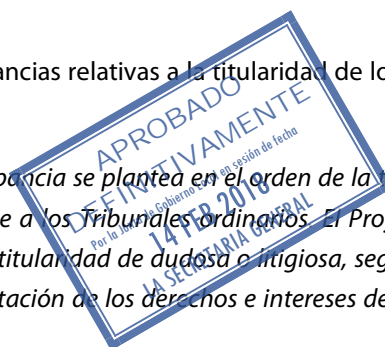 ancias relativas a la titularidad de lo
APROBADO
DEFINITIVAMENTE
Por la Junta de Gobierno Local en sesión de fecha
14 FEB 2018
LA SECRETARIA GENERAL
pancia se plantea en el orden de la t
e a los Tribunales ordinarios. El Proy
titularidad de dudosa o litigiosa, seg
tación de los derechos e intereses de